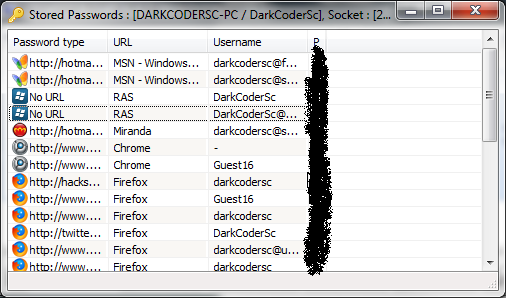 Stored Passwords : [DARKCODERSC-PC / DarkCoderSc], Socket : [2...
Password type URL Username P
http://hotma... MSN - Windows... darkcodersc@f...
http://hotma... MSN - Windows... darkcodersc@s...
No URL RAS DarkCoderSc
No URL RAS DarkCoderSc@...
http://hotma... Miranda darkcodersc@s...
http://www.... Chrome -
http://www.... Chrome Guest16
http://hacks... Firefox darkcodersc
http://www.... Firefox Guest16
http://www.... Firefox darkcodersc
http://twitte... Firefox DarkCoderSc
http://www.... Firefox darkcodersc@u...
http://www.... Firefox darkcodersc